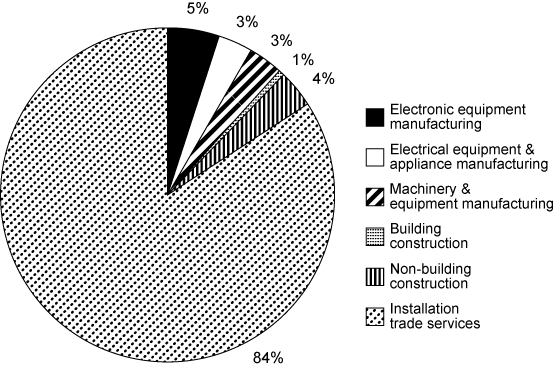 5%
3%
3%
1%
4%
Electronic equipment
manufacturing
Electrical equipment &
appliance manufacturing
Machinery &
equipment manufacturing
Building
construction
Non-building
construction
Installation
trade services
84%